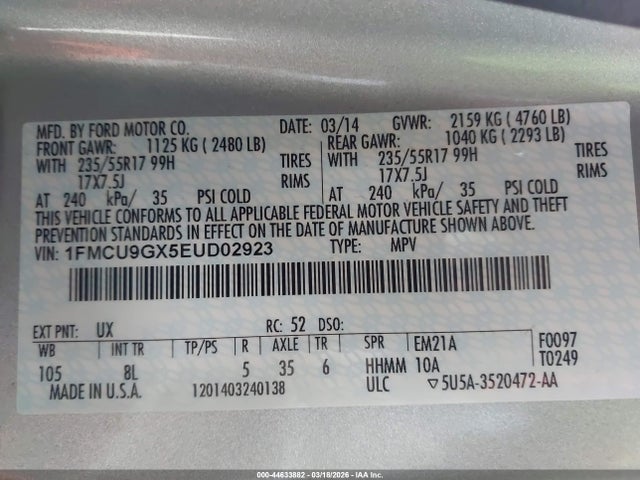 MFD. BY FORD MOTOR CO. DATE: 03/14 GVWR: 2159 KG ( 4760 LB)
FRONT GAWR: 1125 KG ( 2480 LB) REAR GAWR: 1040 KG ( 2293 LB)
WITH 235/55R17 99H TIRES WITH 235/55R17 99H TIRES
17X7.5J RIMS 17X7.5J RIMS
AT 240 kPa/ 35 PSI COLD AT 240 kPa/ 35 PSI COLD
THIS VEHICLE CONFORMS TO ALL APPLICABLE FEDERAL MOTOR VEHICLE SAFETY AND THEFT
PREVENTION STANDARDS IN EFFECT ON THE DATE OF MANUFACTURE SHOWN ABOVE.
VIN: 1FMCU9GX5EUD02923 TYPE: MPV
EXT PNT: UX RC: 52 DSO:
WB INT TR TP/PS R AXLE TR SPR EM21A F0097
105 8L 5 35 6 HHMM 10A T0249
MADE IN U.S.A. 1201403240138 ULC ▽5U5A-3520472-AA
000-44633882 - 03/18/2026 - IAA Inc.